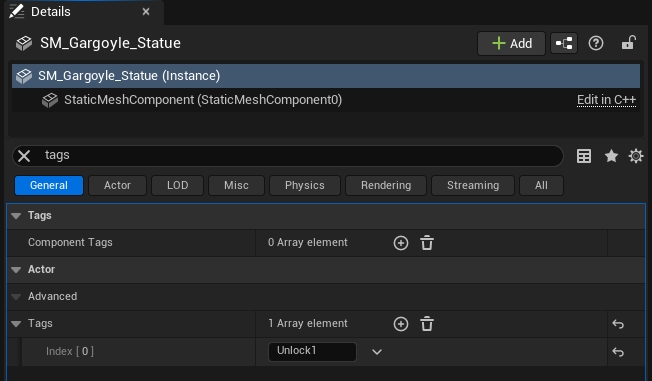 Details
SM_Gargoyle_Statue
Add
SM_Gargoyle_Statue (Instance)
StaticMeshComponent (StaticMeshComponent0) Edit in C++
tags
General Actor LOD Misc Physics Rendering Streaming All
Tags
Component Tags 0 Array element
Actor
Advanced
Tags 1 Array element
Index [ 0 ] Unlock1